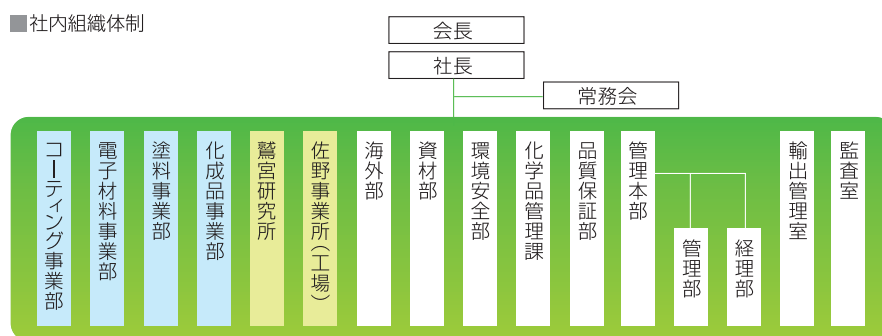 ■社内組織体制
会長
社長
常務会
コーティング事業部
電子材料事業部
塗料事業部
化成品事業部
鷲宮研究所
佐野事業所(工場)
海外部
資材部
環境安全部
化学品管理課
品質保証部
管理本部
管理部
経理部
輸出管理室
監査室